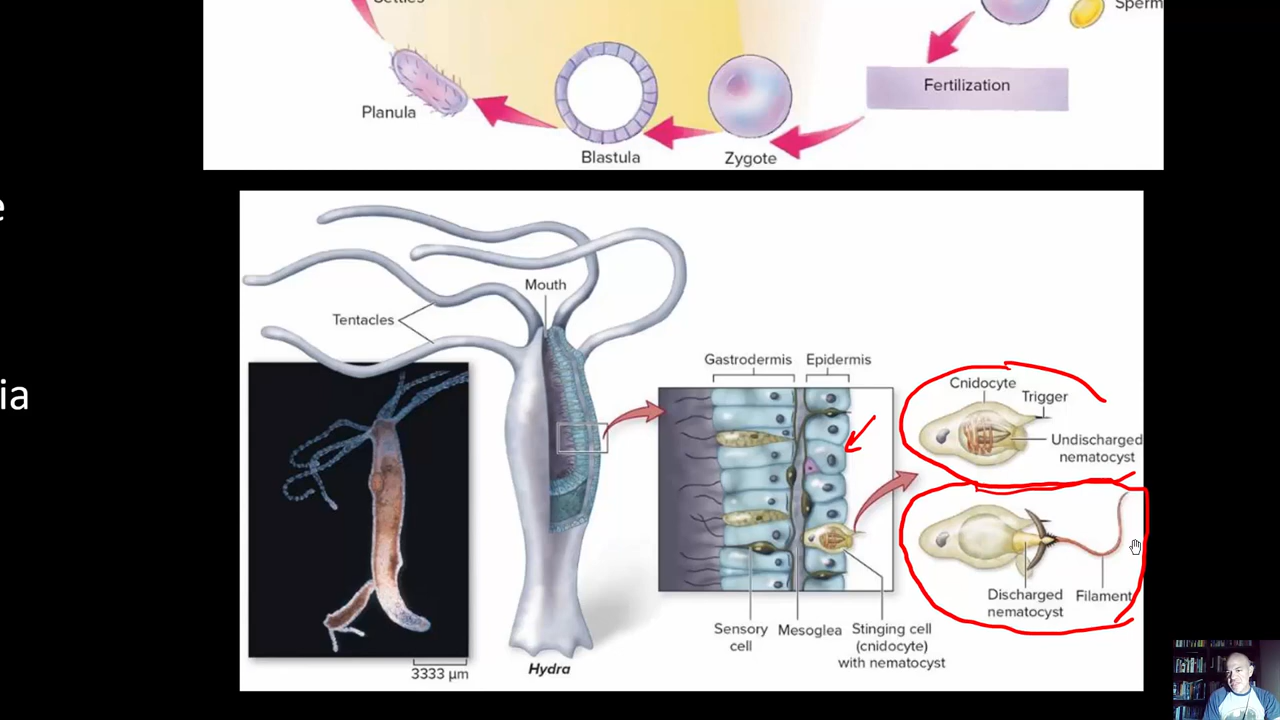 Settles
Sperm
Fertilization
Planula
Blastula
Zygote
e
ia
Mouth
Tentacles
Gastrodermis
Epidermis
Cnidocyte
Trigger
Undischarged
nematocyst
Discharged
nematocyst
Filament
Sensory
cell
Mesoglea
Stinging cell
(cnidocyte)
with nematocyst
Hydra
3333 µm